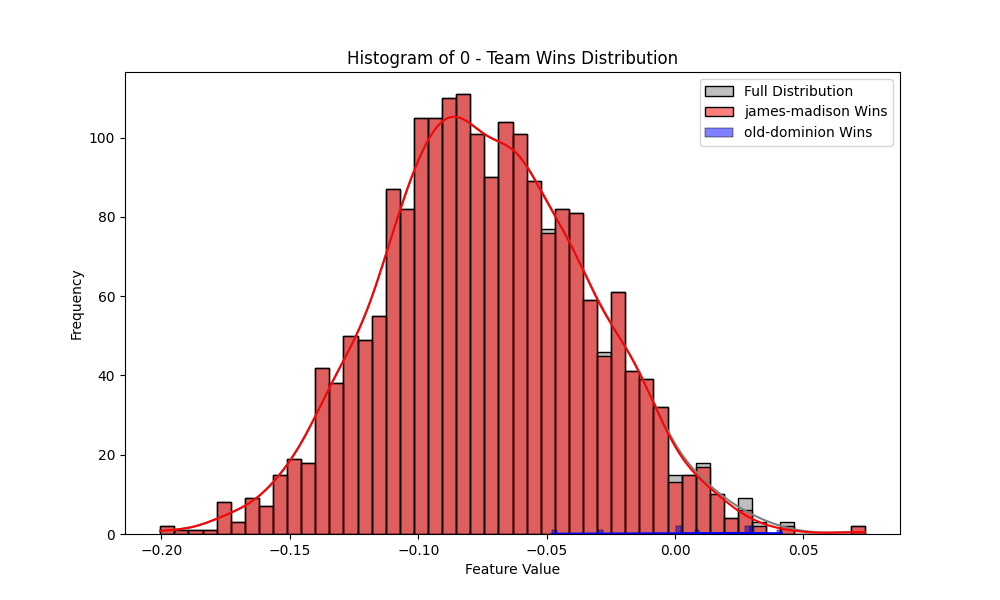 Histogram of 0 - Team Wins Distribution
Full Distribution
james-madison Wins
old-dominion Wins
Frequency
100
80
60
40
20
0
−0.20
−0.15
−0.10
−0.05
0.00
0.05
Feature Value